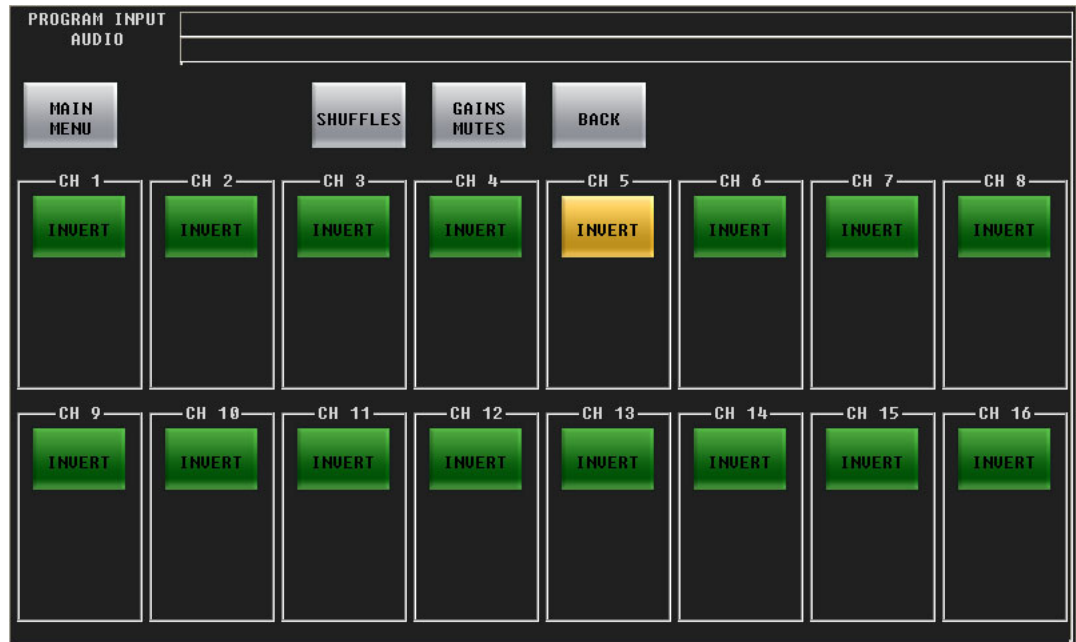 PROGRAM INPUT
AUDIO
MAIN
MENU
SHUFFLES
GAINS
MUTES
BACK
CH 1
CH 2
CH 3
CH 4
CH 5
CH 6
CH 7
CH 8
INVERT
INVERT
INVERT
INVERT
INVERT
INVERT
INVERT
INVERT
CH 9
CH 10
CH 11
CH 12
CH 13
CH 14
CH 15
CH 16
INVERT
INVERT
INVERT
INVERT
INVERT
INVERT
INVERT
INVERT